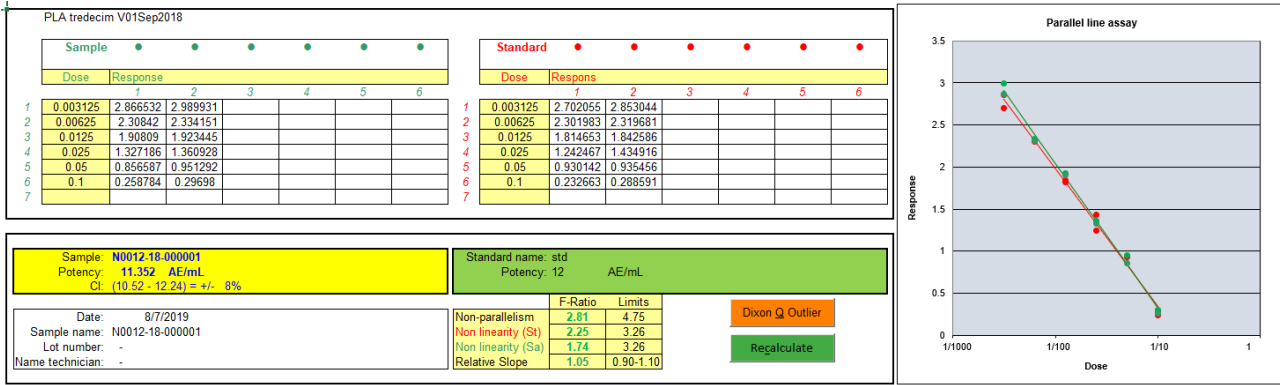 PLA tredecim V01Sep2018
Sample
Dose Response
1 2 3 4 5 6
1 0.003125 2.866532 2.989931
2 0.00625 2.30842 2.334151
3 0.0125 1.90809 1.923445
4 0.025 1.327186 1.360928
5 0.05 0.856587 0.951292
6 0.1 0.258784 0.29698
7
Standard
Dose Respons
1 2 3 4 5 6
1 0.003125 2.702055 2.853044
2 0.00625 2.301983 2.319681
3 0.0125 1.814653 1.842586
4 0.025 1.242467 1.434916
5 0.05 0.930142 0.935456
6 0.1 0.232663 0.288591
7
Sample: N0012-18-000001
Potency: 11.352 AE/mL
CI: (10.52 - 12.24) = +/- 8%
Standard name: std
Potency: 12 AE/mL
Date: 8/7/2019
Sample name: N0012-18-000001
Lot number: -
Name technician: -
F-Ratio Limits
Non-parallelism 2.81 4.75
Non linearity (St) 2.25 3.26
Non linearity (Sa) 1.74 3.26
Relative Slope 1.05 0.90-1.10
Dixon Q Outlier
Recalculate
Parallel line assay
Response
3.5
3
2.5
2
1.5
1
0.5
0
1/1000 1/100 1/10 1
Dose